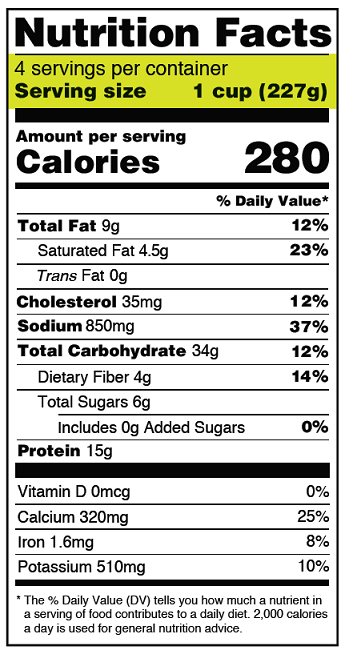 Nutrition Facts
4 servings per container
Serving size 1 cup (227g)
Amount per serving
Calories 280
% Daily Value*
Total Fat 9g 12%
Saturated Fat 4.5g 23%
Trans Fat 0g
Cholesterol 35mg 12%
Sodium 850mg 37%
Total Carbohydrate 34g 12%
Dietary Fiber 4g 14%
Total Sugars 6g
Includes 0g Added Sugars 0%
Protein 15g
Vitamin D 0mcg 0%
Calcium 320mg 25%
Iron 1.6mg 8%
Potassium 510mg 10%
* The % Daily Value (DV) tells you how much a nutrient in
a serving of food contributes to a daily diet. 2,000 calories
a day is used for general nutrition advice.